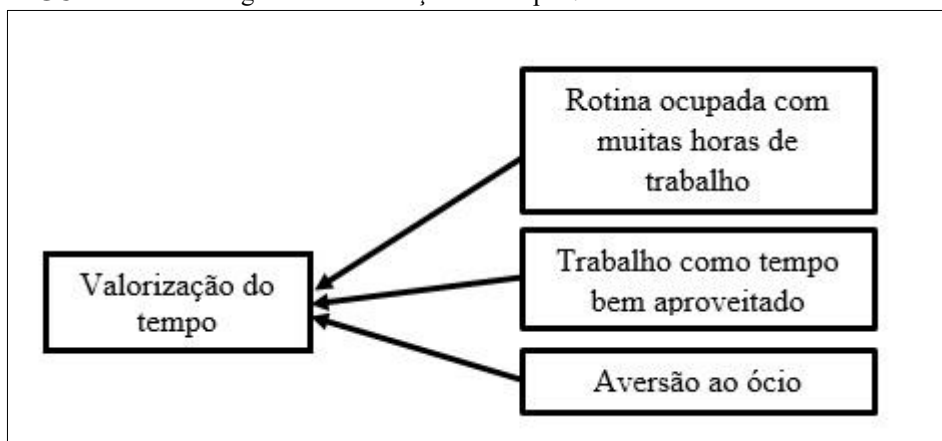 Rotina ocupada com
muitas horas de
trabalho
Valorização do
tempo
Trabalho como tempo
bem aproveitado
Aversão ao ócio